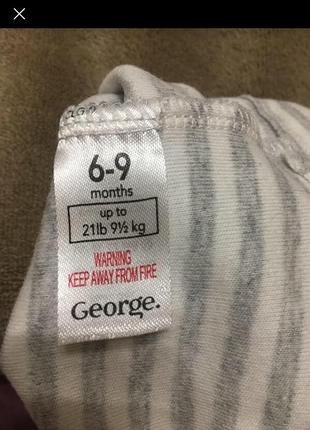 6-9
months
up to
21lb 9½ kg
WARNING
KEEP AWAY FROM FIRE
George.